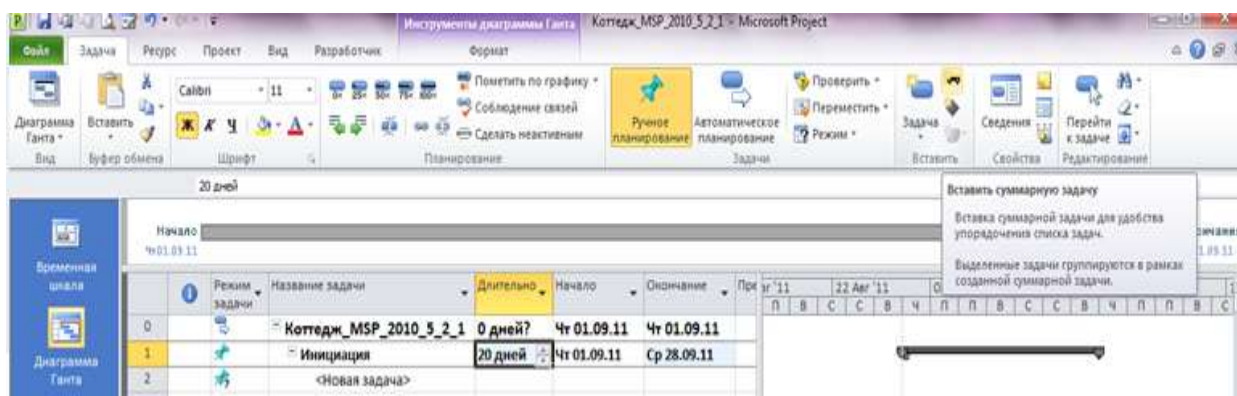 Инструменты диаграммы Ганта
Коттедж_MSP_2010_5_2_1 - Microsoft Project
Файл Задача Ресурс Проект Вид Разработчик Формат
Диаграмма Ганта
Вид
Вставить
Буфер обмена
Calibri 11
Ж К Ч
Шрифт
Пометить по графику
Соблюдение связей
Сделать неактивным
Планирование
Ручное планирование
Автоматическое планирование
Проверить
Переместить
Режим
Задачи
Задача
Вставить
Сведения
Свойства
Перейти к задаче
Редактирование
20 дней
Вставить суммарную задачу
Вставка суммарной задачи для удобства
упорядочения списка задач.
Выделенные задачи группируются в рамках
созданной суммарной задачи.
Временная шкала
Начало
Чт 01.09.11
Диаграмма Ганта
Режим задачи Название задачи Длительно Начало Окончание Пре
22 Авг '11
П В С С В Ч П П В С С В Ч П П В С
0 Коттедж_MSP_2010_5_2_1 0 дней? Чт 01.09.11 Чт 01.09.11
1 Инициация 20 дней Чт 01.09.11 Ср 28.09.11
2 <Новая задача>